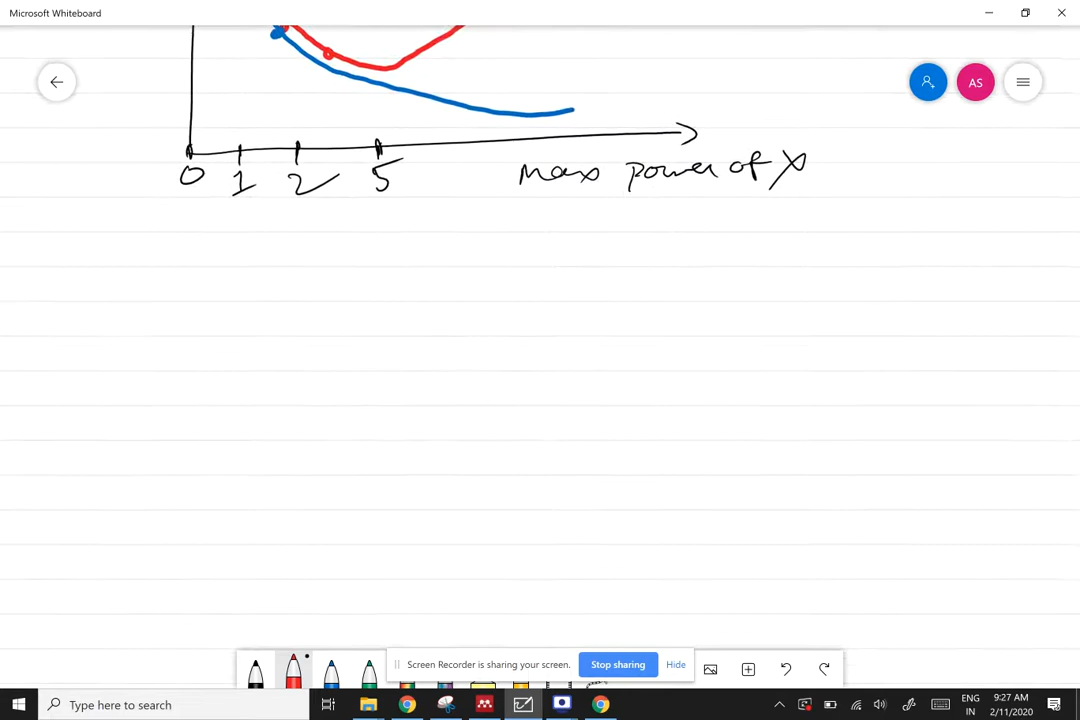 Microsoft Whiteboard
AS
0 1 2 5 Max power of X
Screen Recorder is sharing your screen. Stop sharing Hide
Type here to search
ENG
IN
9:27 AM
2/11/2020